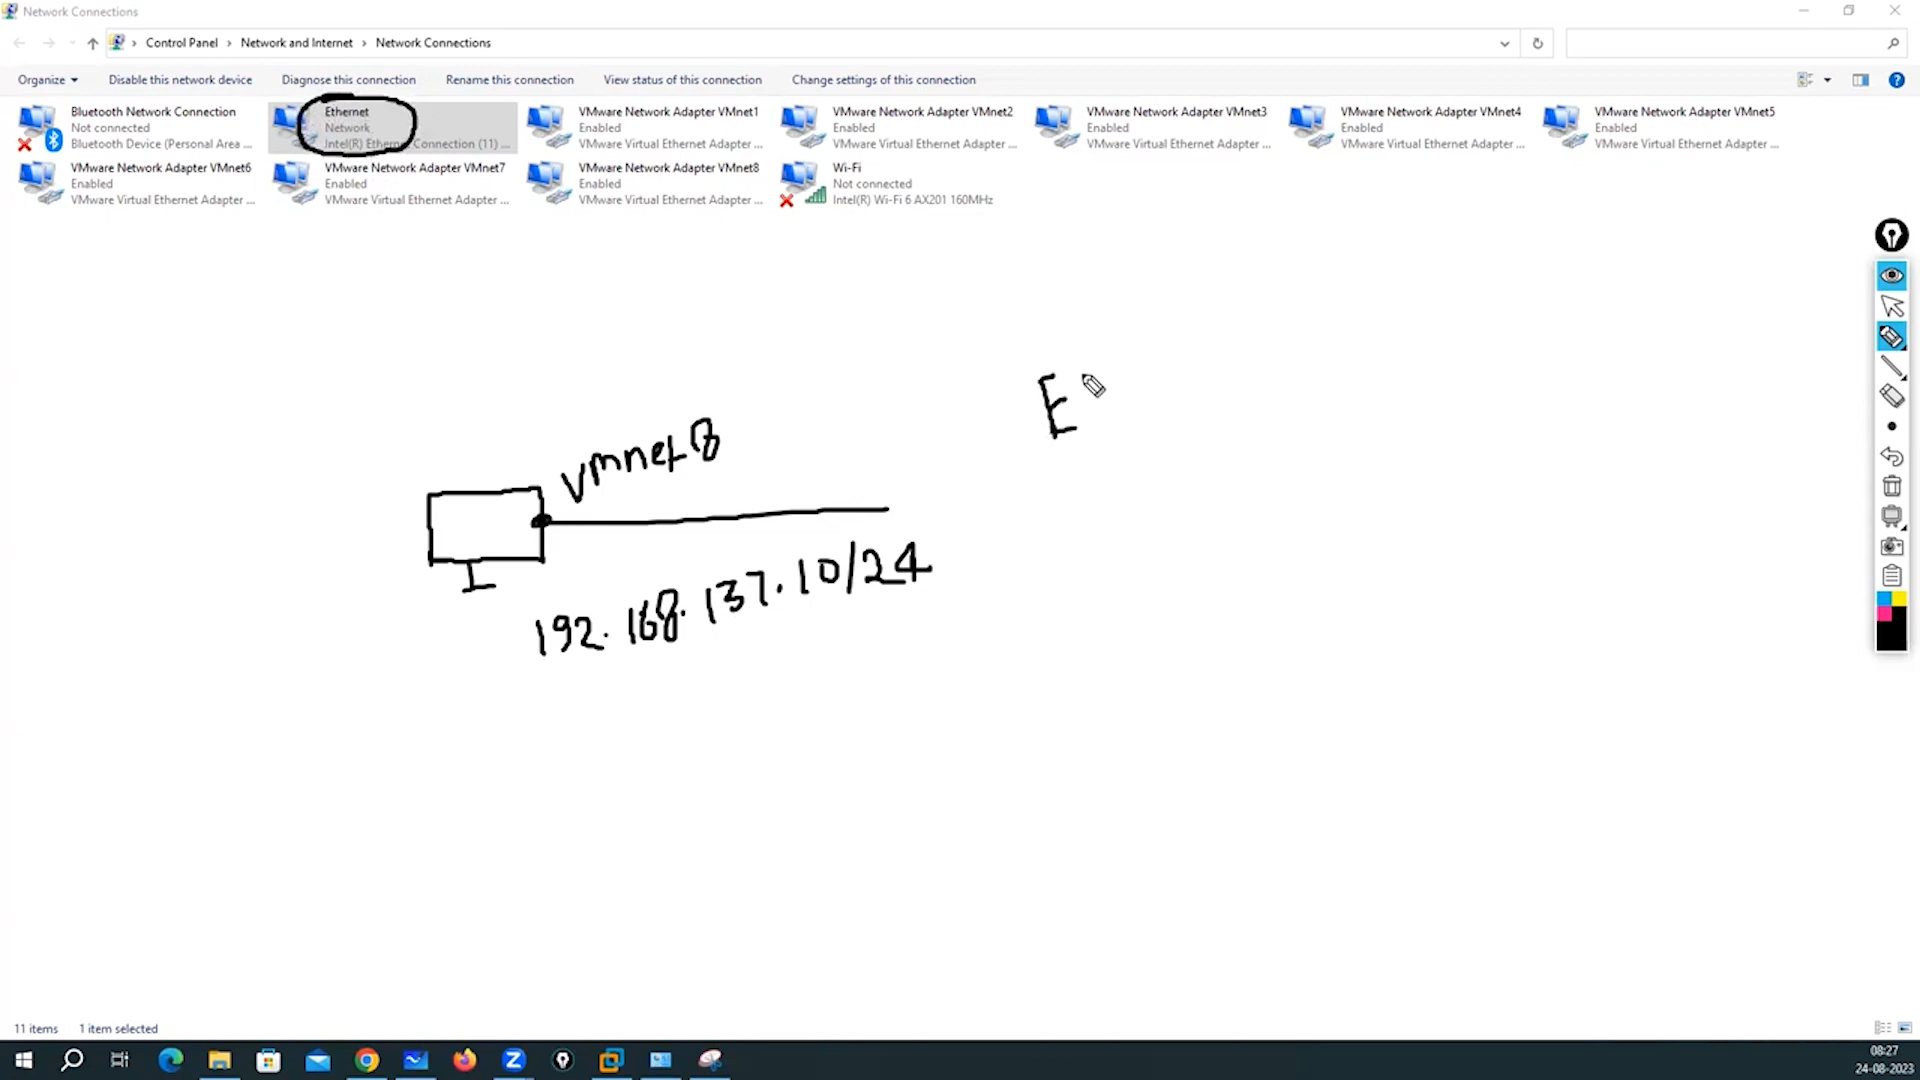 Network Connections
Control Panel > Network and Internet > Network Connections
Organize Disable this network device Diagnose this connection Rename this connection View status of this connection Change settings of this connection
Bluetooth Network Connection
Not connected
Bluetooth Device (Personal Area ...
Ethernet
Network
Intel(R) Ethernet Connection (11) ...
VMware Network Adapter VMnet1
Enabled
VMware Virtual Ethernet Adapter ...
VMware Network Adapter VMnet2
Enabled
VMware Virtual Ethernet Adapter ...
VMware Network Adapter VMnet3
Enabled
VMware Virtual Ethernet Adapter ...
VMware Network Adapter VMnet4
Enabled
VMware Virtual Ethernet Adapter ...
VMware Network Adapter VMnet5
Enabled
VMware Virtual Ethernet Adapter ...
VMware Network Adapter VMnet6
Enabled
VMware Virtual Ethernet Adapter ...
VMware Network Adapter VMnet7
Enabled
VMware Virtual Ethernet Adapter ...
VMware Network Adapter VMnet8
Enabled
VMware Virtual Ethernet Adapter ...
Wi-Fi
Not connected
Intel(R) Wi-Fi 6 AX201 160MHz
E
vmnet 8
192.168.137.10/24
11 items 1 item selected
08:27
24-08-2023